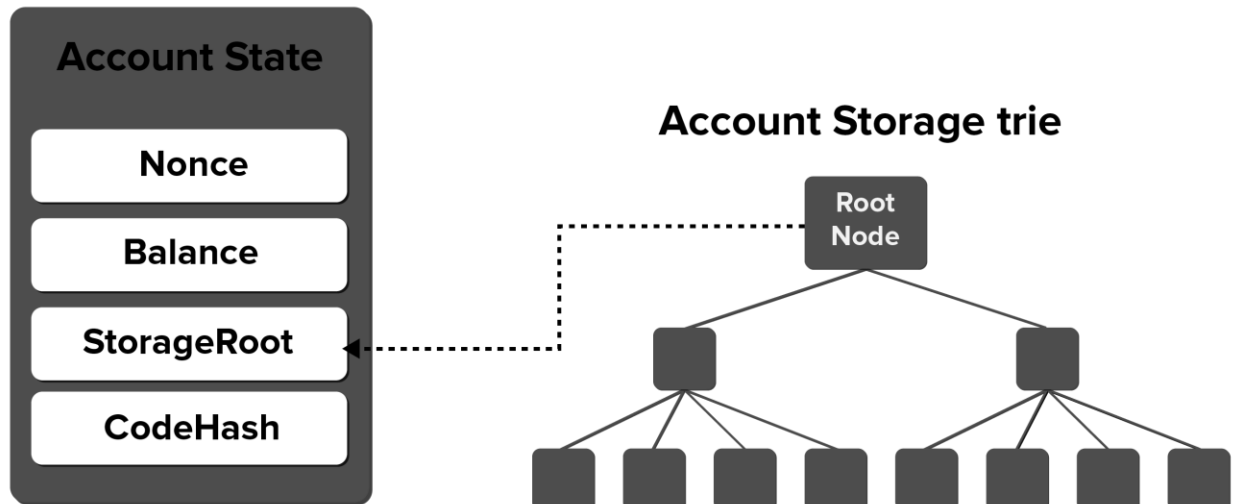 Account State
Nonce
Balance
StorageRoot
CodeHash
Account Storage trie
Root
Node